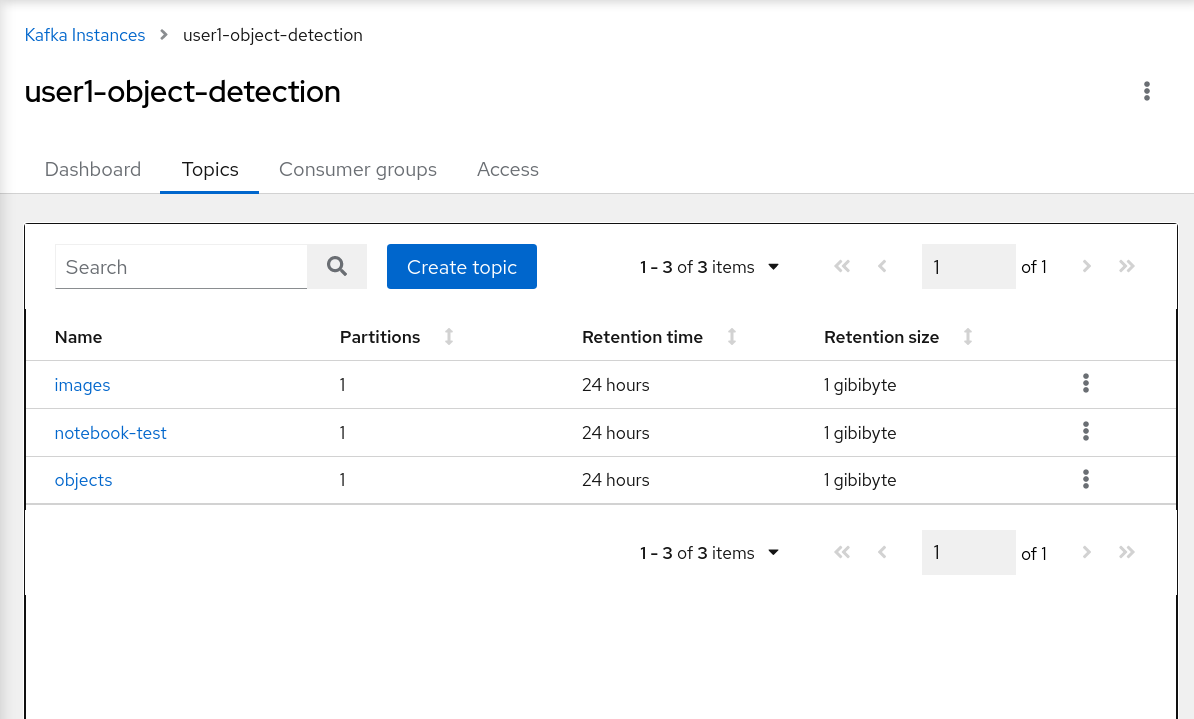 Kafka Instances > user1-object-detection
user1-object-detection
Dashboard Topics Consumer groups Access
Search Create topic 1 - 3 of 3 items 1 of 1
Name Partitions Retention time Retention size
images 1 24 hours 1 gibibyte
notebook-test 1 24 hours 1 gibibyte
objects 1 24 hours 1 gibibyte
1 - 3 of 3 items 1 of 1